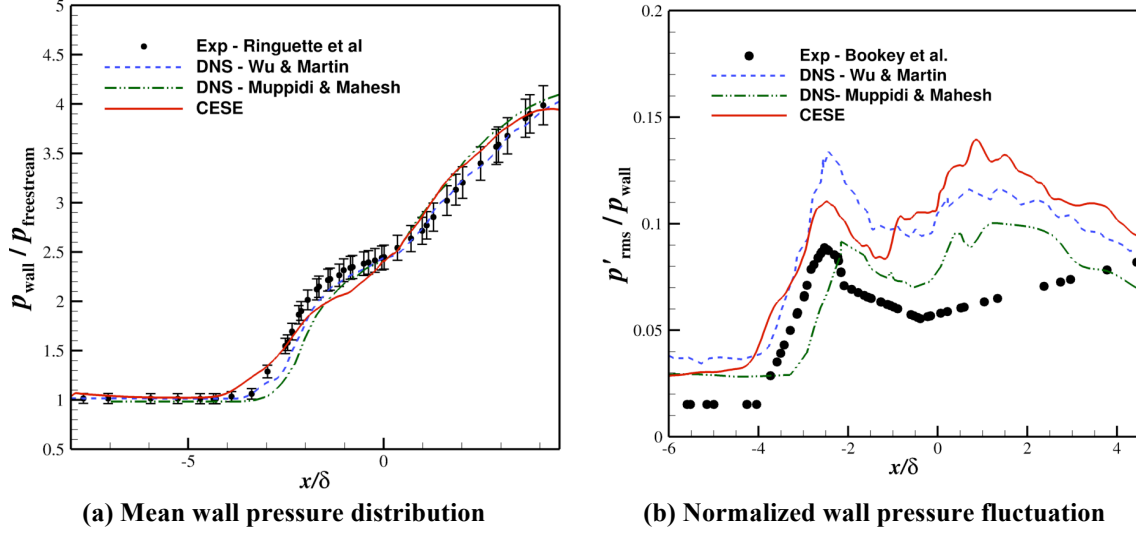 5
4.5
4
3.5
3
2.5
2
1.5
1
0.5
-5
0
p_wall / p_freestream
x/δ
Exp - Ringuette et al
DNS - Wu & Martin
DNS - Muppidi & Mahesh
CESE
(a) Mean wall pressure distribution
0.2
0.15
0.1
0.05
0
-6
-4
-2
0
2
4
p'_rms / p_wall
x/δ
Exp - Bookey et al.
DNS - Wu & Martin
DNS- Muppidi & Mahesh
CESE
(b) Normalized wall pressure fluctuation